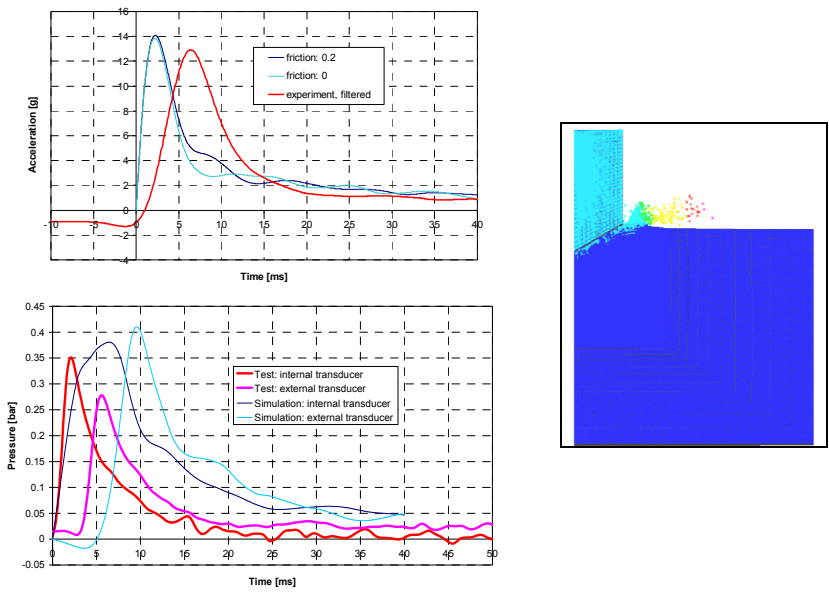 16
14
12
10
8
6
4
2
0
-2
-4
-10 -5 0 5 10 15 20 25 30 35 40
Acceleration [g]
Time [ms]
friction: 0.2
friction: 0
experiment, filtered
0.45
0.4
0.35
0.3
0.25
0.2
0.15
0.1
0.05
0
-0.05
0 5 10 15 20 25 30 35 40 45 50
Pressure [bar]
Time [ms]
Test: internal transducer
Test: external transducer
Simulation: internal transducer
Simulation: external transducer